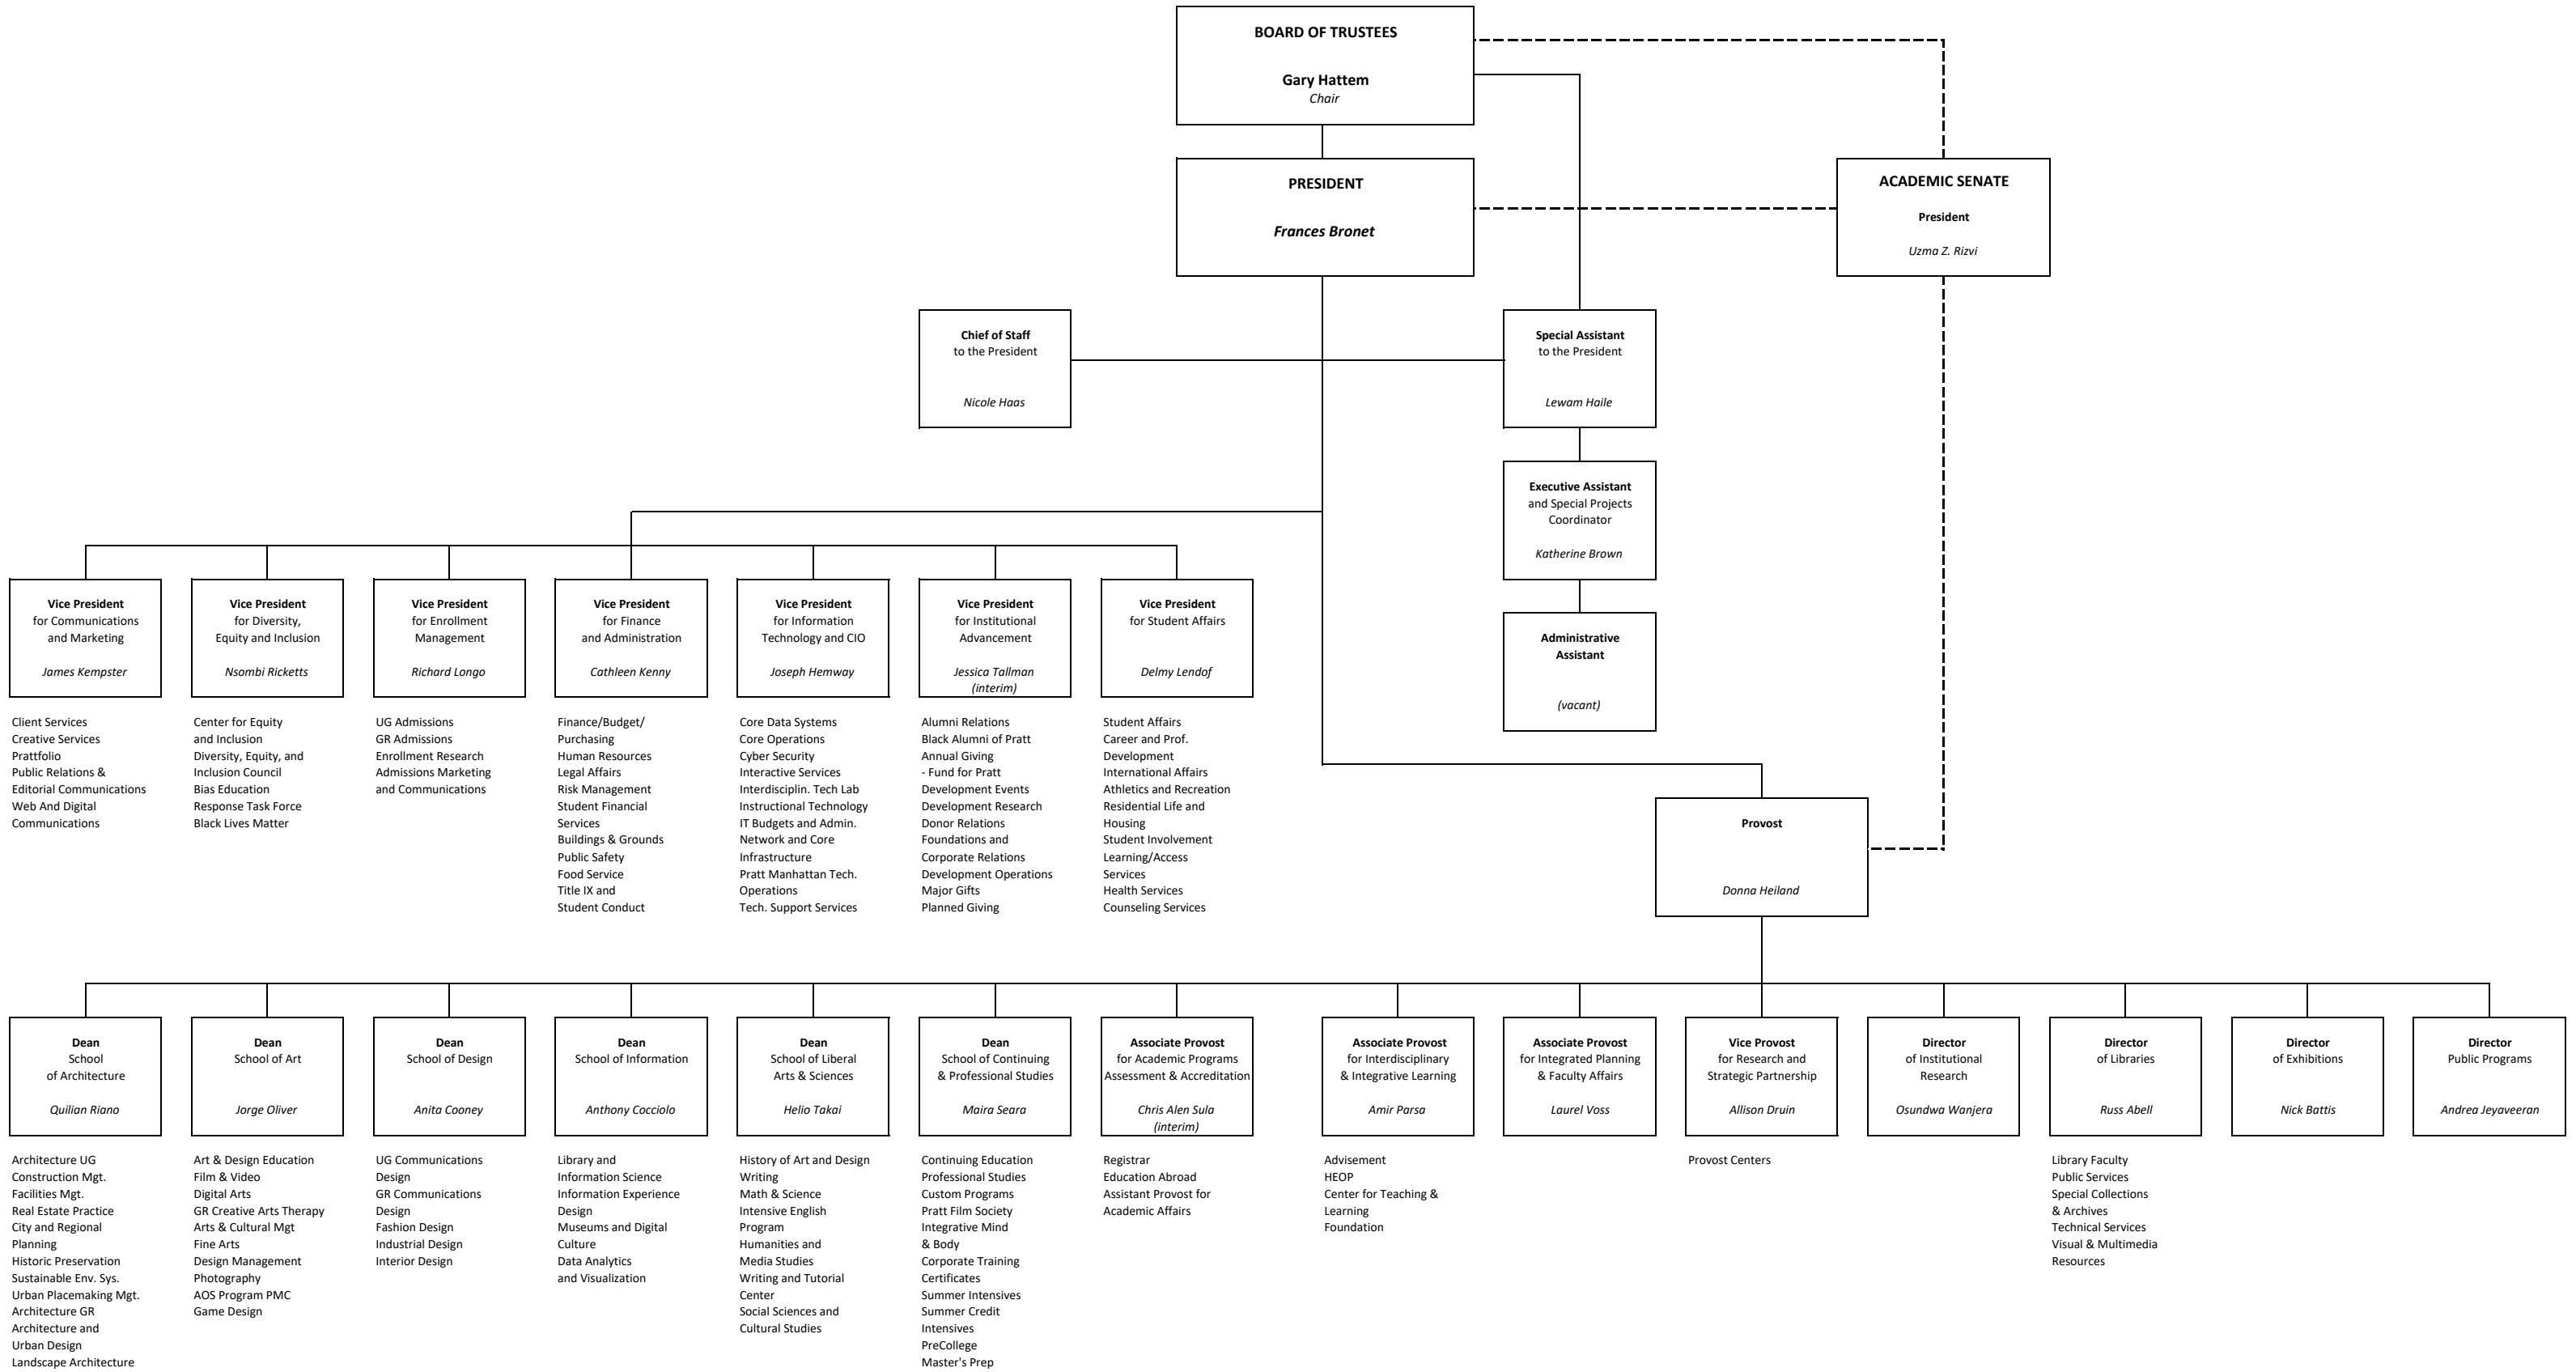 BOARD OF TRUSTEES
Gary Hattem
Chair
PRESIDENT
Frances Bronet
ACADEMIC SENATE
President
Uzma Z. Rizvi
Chief of Staff
to the President
Nicole Haas
Special Assistant
to the President
Lewam Haile
Executive Assistant
and Special Projects
Coordinator
Katherine Brown
Administrative
Assistant
(vacant)
Vice President
for Communications
and Marketing
James Kempster
Client Services
Creative Services
Prattfolio
Public Relations &
Editorial Communications
Web And Digital
Communications
Vice President
for Diversity,
Equity and Inclusion
Nsombi Ricketts
Center for Equity
and Inclusion
Diversity, Equity, and
Inclusion Council
Bias Education
Response Task Force
Black Lives Matter
Vice President
for Enrollment
Management
Richard Longo
UG Admissions
GR Admissions
Enrollment Research
Admissions Marketing
and Communications
Vice President
for Finance
and Administration
Cathleen Kenny
Finance/Budget/
Purchasing
Human Resources
Legal Affairs
Risk Management
Student Financial
Services
Buildings & Grounds
Public Safety
Food Service
Title IX and
Student Conduct
Vice President
for Information
Technology and CIO
Joseph Hemway
Core Data Systems
Core Operations
Cyber Security
Interactive Services
Interdisciplin. Tech Lab
Instructional Technology
IT Budgets and Admin.
Network and Core
Infrastructure
Pratt Manhattan Tech.
Operations
Tech. Support Services
Vice President
for Institutional
Advancement
Jessica Tallman
(interim)
Alumni Relations
Black Alumni of Pratt
Annual Giving
- Fund for Pratt
Development Events
Development Research
Donor Relations
Foundations and
Corporate Relations
Development Operations
Major Gifts
Planned Giving
Vice President
for Student Affairs
Delmy Lendof
Student Affairs
Career and Prof.
Development
International Affairs
Athletics and Recreation
Residential Life and
Housing
Student Involvement
Learning/Access
Services
Health Services
Counseling Services
Provost
Donna Heiland
Dean
School
of Architecture
Quilian Riano
Architecture UG
Construction Mgt.
Facilities Mgt.
Real Estate Practice
City and Regional
Planning
Historic Preservation
Sustainable Env. Sys.
Urban Placemaking Mgt.
Architecture GR
Architecture and
Urban Design
Landscape Architecture
Dean
School of Art
Jorge Oliver
Art & Design Education
Film & Video
Digital Arts
GR Creative Arts Therapy
Arts & Cultural Mgt
Fine Arts
Design Management
Photography
AOS Program PMC
Game Design
Dean
School of Design
Anita Cooney
UG Communications
Design
GR Communications
Design
Fashion Design
Industrial Design
Interior Design
Dean
School of Information
Anthony Cocciolo
Library and
Information Science
Information Experience
Design
Museums and Digital
Culture
Data Analytics
and Visualization
Dean
School of Liberal
Arts & Sciences
Helio Takai
History of Art and Design
Writing
Math & Science
Intensive English
Program
Humanities and
Media Studies
Writing and Tutorial
Center
Social Sciences and
Cultural Studies
Dean
School of Continuing
& Professional Studies
Maira Seara
Continuing Education
Professional Studies
Custom Programs
Pratt Film Society
Integrative Mind
& Body
Corporate Training
Certificates
Summer Intensives
Summer Credit
Intensives
PreCollege
Master's Prep
Associate Provost
for Academic Programs
Assessment & Accreditation
Chris Alen Sula
(interim)
Registrar
Education Abroad
Assistant Provost for
Academic Affairs
Associate Provost
for Interdisciplinary
& Integrative Learning
Amir Parsa
Advisement
HEOP
Center for Teaching &
Learning
Foundation
Associate Provost
for Integrated Planning
& Faculty Affairs
Laurel Voss
Vice Provost
for Research and
Strategic Partnership
Allison Druin
Provost Centers
Director
of Institutional
Research
Osundwa Wanjera
Director
of Libraries
Russ Abell
Library Faculty
Public Services
Special Collections
& Archives
Technical Services
Visual & Multimedia
Resources
Director
of Exhibitions
Nick Battis
Director
Public Programs
Andrea Jeyaveeran